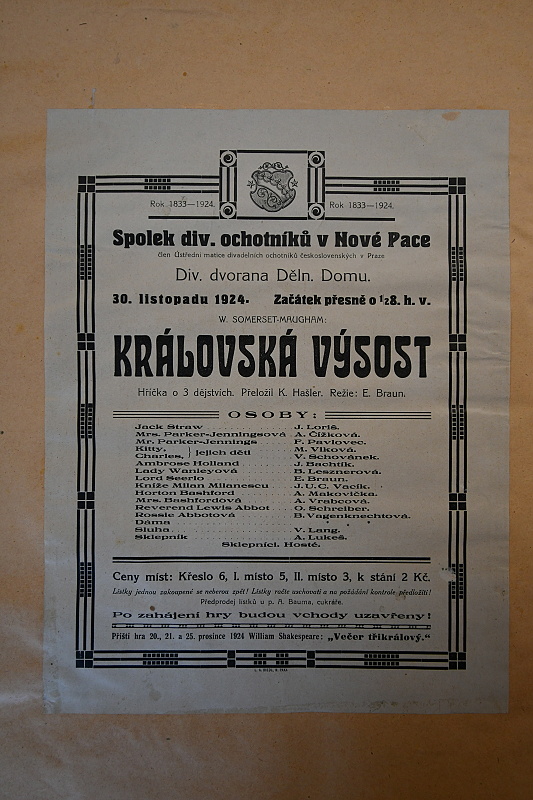 Rok 1833—1924.
Rok 1833—1924.
Spolek div. ochotníků v Nové Pace
člen Ústřední matice divadelních ochotníků československých v Praze
Div. dvorana Děln. Domu.
30. listopadu 1924. Začátek přesně o ½8. h. v.
W. SOMERSET-MAUGHAM:
KRÁLOVSKÁ VÝSOST
Hříčka o 3 dějstvích. Přeložil K. Hašler. Režie: E. Braun.
OSOBY:
Jack Straw J. Loriš.
Mrs. Parker-Jenningsová A. Čížková.
Mr. Parker-Jennings F. Pavlovec.
Kitty, } jejich děti M. Vlková.
Charles, V. Schovánek.
Ambrose Holland J. Bachtík.
Lady Wanleyová B. Lesznerová.
Lord Seerlo E. Braun.
Kníže Milan Milanescu J.U.C. Vacík.
Horton Bashford A. Makovička.
Mrs. Bashfordová A. Vrabcová.
Reverend Lewis Abbot O. Schreiber.
Rossie Abbotová B. Vagenknechtová.
Dáma
Sluha V. Lang.
Sklepník A. Lukeš.
Sklepníci. Hosté.
Ceny míst: Křeslo 6, I. místo 5, II. místo 3, k stání 2 Kč.
Lístky jednou zakoupené se neberou zpět! Lístky račte uschovati a na požádání kontrole předložiti!
Předprodej lístků u p. A. Bauma, cukráře.
Po zahájení hry budou vchody uzavřeny!
Příští hra 20., 21. a 25. prosince 1924 William Shakespeare: „Večer tříkrálový."